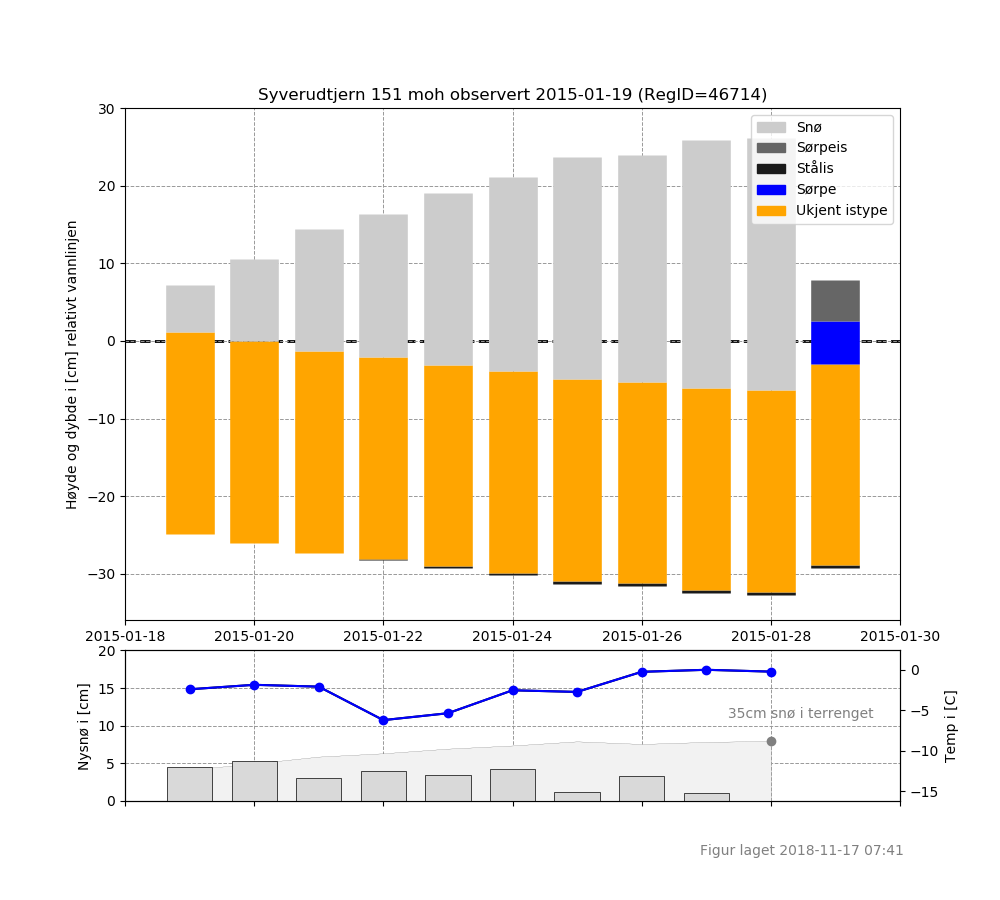 Syverudtjern 151 moh observert 2015-01-19 (RegID=46714)
Høyde og dybde i [cm] relativt vannlinjen
30
20
10
0
−10
−20
−30
Snø
Sørpeis
Stålis
Sørpe
Ukjent istype
2015-01-18 2015-01-20 2015-01-22 2015-01-24 2015-01-26 2015-01-28 2015-01-30
Nysnø i [cm]
20
15
10
5
0
35cm snø i terrenget
0
−5
−10
−15
Temp i [C]
Figur laget 2018-11-17 07:41